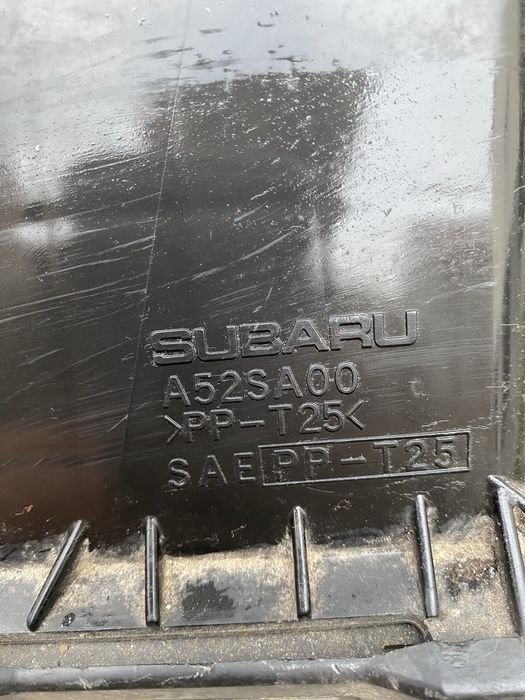 SUBARU
A52SA00
>PP-T25<
SAE PP-T25